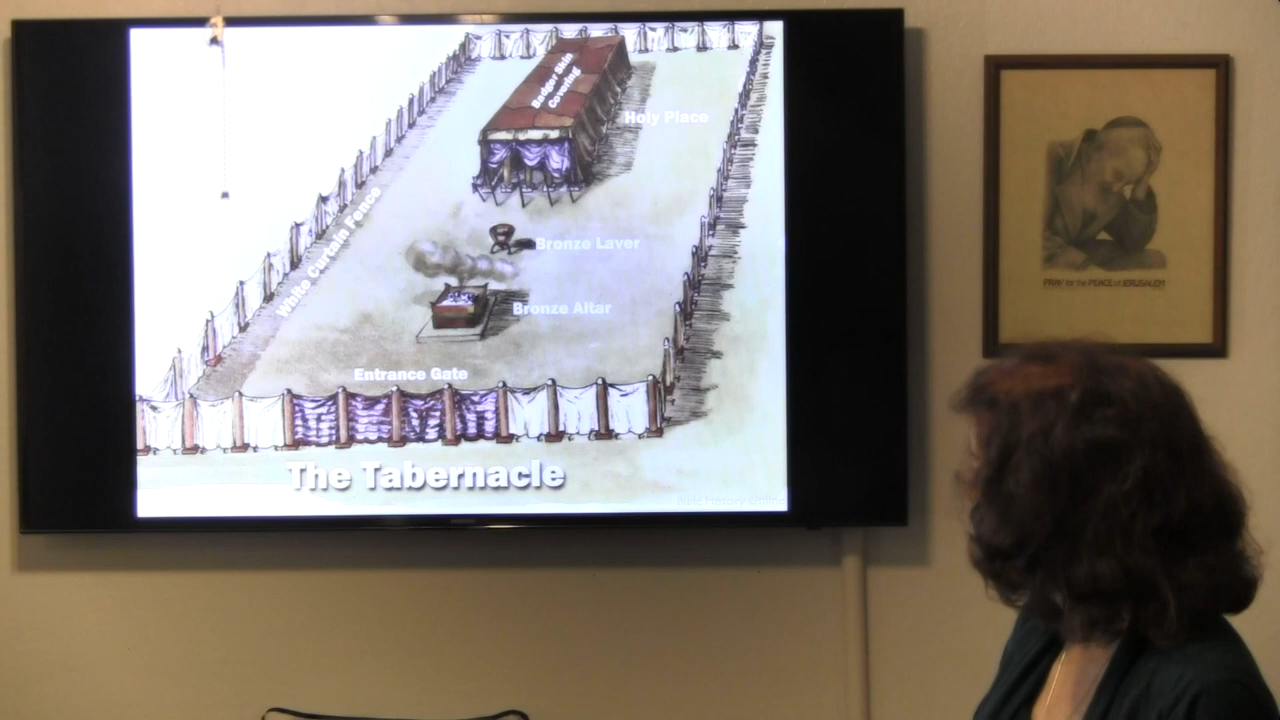 Badger Skin
Covering
Holy Place
White Curtain Fence
Bronze Laver
Bronze Altar
Entrance Gate
The Tabernacle
PRAY for the PEACE of JERUSALEM